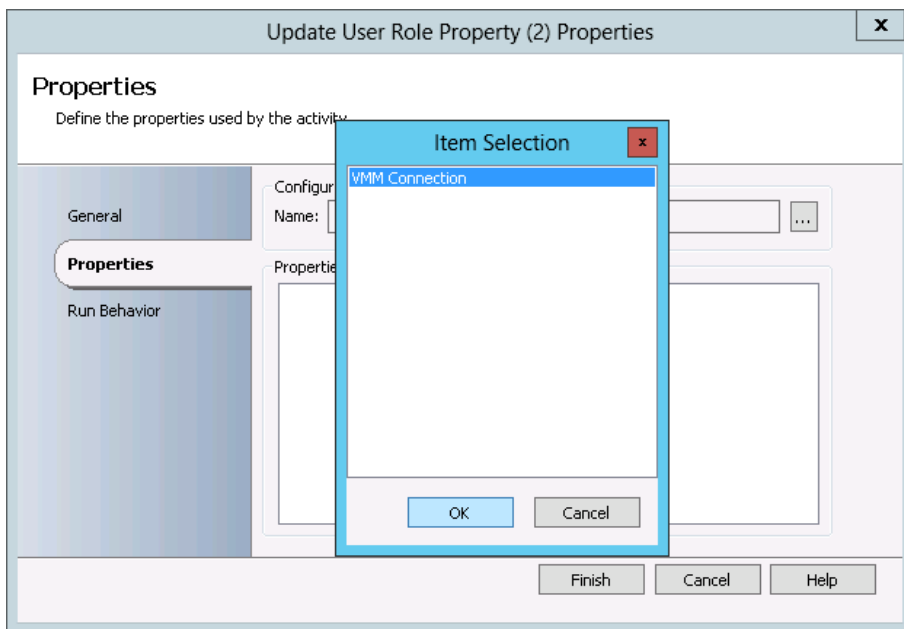 Update User Role Property (2) Properties
x
Properties
Define the properties used by the activity
Item Selection
x
VMM Connection
General
Properties
Run Behavior
Configur
Name:
...
Propertie
OK
Cancel
Finish
Cancel
Help